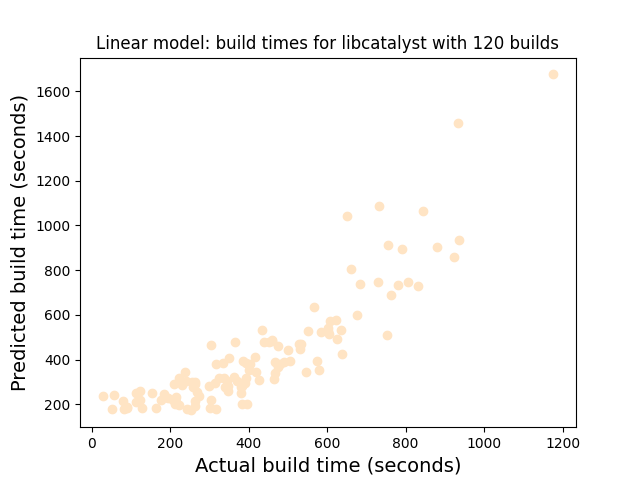 Linear model: build times for libcatalyst with 120 builds
1600
1400
1200
1000
800
600
400
200
Predicted build time (seconds)
0 200 400 600 800 1000 1200
Actual build time (seconds)